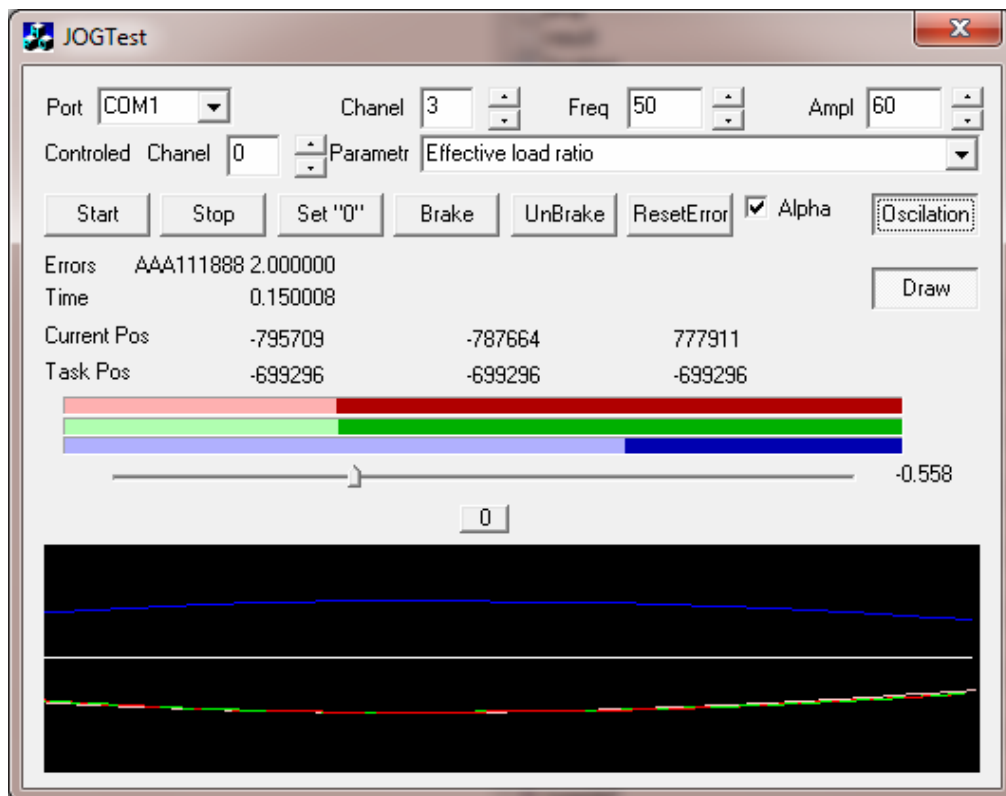 JOGTest
Port COM1 Chanel 3 Freq 50 Ampl 60
Controled Chanel 0 Parametr Effective load ratio
Start Stop Set "0" Brake UnBrake ResetError Alpha Oscilation
Errors AAA111888 2.000000
Time 0.150008
Draw
Current Pos -795709 -787664 777911
Task Pos -699296 -699296 -699296
-0.558
0